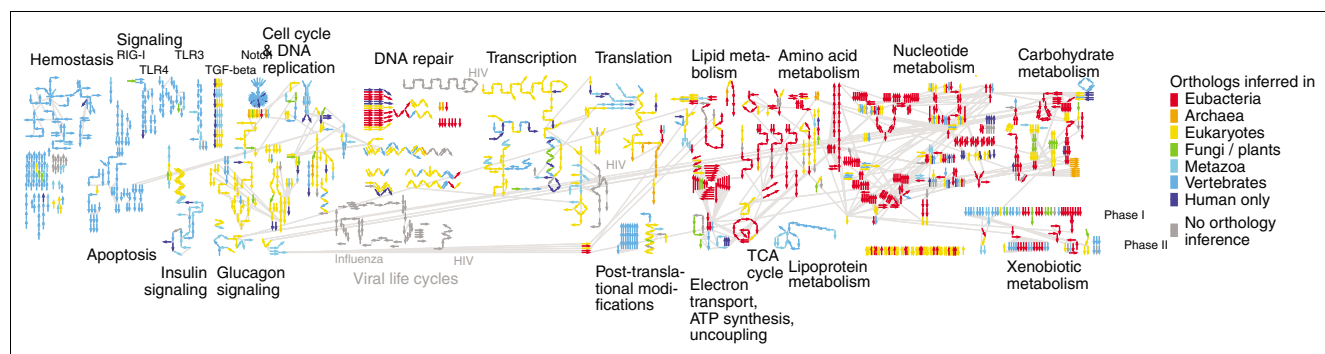 Hemostasis
Signaling
RIG-I
TLR3
TLR4
TGF-beta
Notch
Cell cycle
& DNA
replication
DNA repair
HIV
Transcription
Translation
Lipid meta-
bolism
Amino acid
metabolism
Nucleotide
metabolism
Carbohydrate
metabolism
Orthologs inferred in
Eubacteria
Archaea
Eukaryotes
Fungi / plants
Metazoa
Vertebrates
Human only
No orthology
inference
HIV
Phase I
Phase II
Apoptosis
Insulin
signaling
Glucagon
signaling
Influenza
HIV
Viral life cycles
Post-transla-
tional modi-
fications
Electron
transport,
ATP synthesis,
uncoupling
TCA
cycle
Lipoprotein
metabolism
Xenobiotic
metabolism